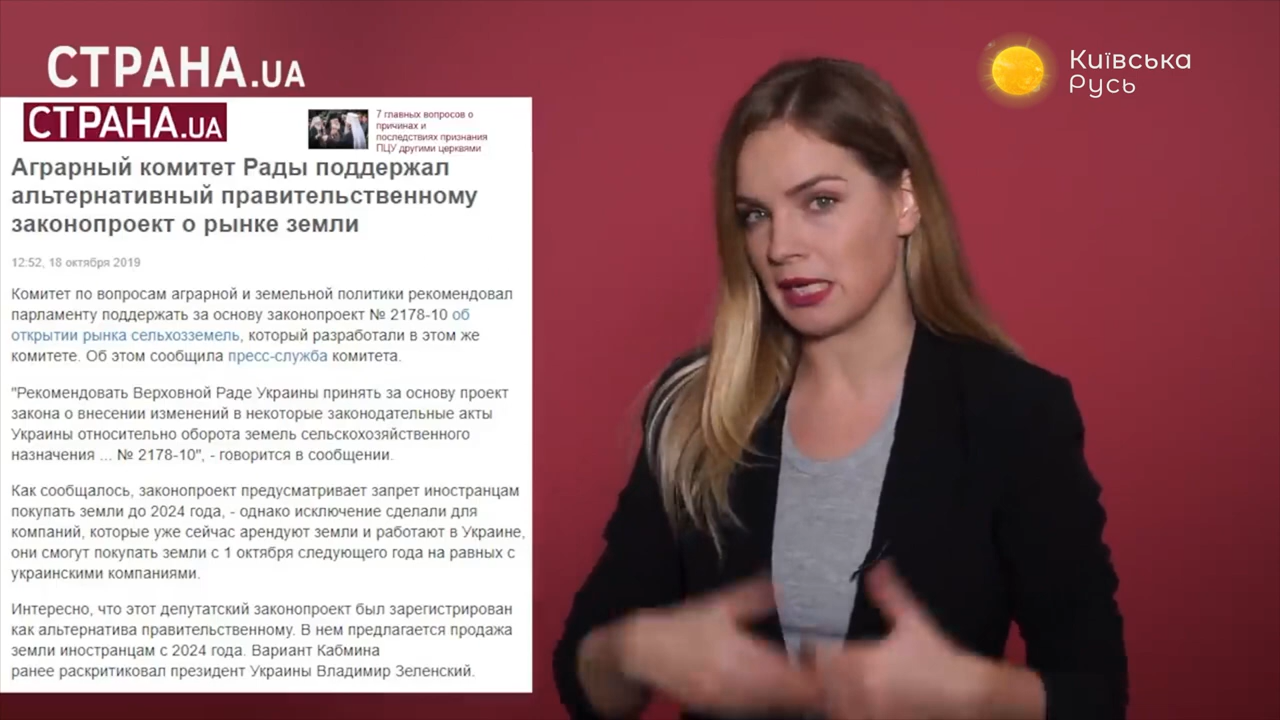 СТРАНА.UA
Київська
Русь
СТРАНА.UA
7 главных вопросов о
причинах и
последствиях признания
ПЦУ другими церквями
Аграрный комитет Рады поддержал
альтернативный правительственному
законопроект о рынке земли
12:52, 18 октября 2019
Комитет по вопросам аграрной и земельной политики рекомендовал
парламенту поддержать за основу законопроект № 2178-10 об
открытии рынка сельхозземель, который разработали в этом же
комитете. Об этом сообщила пресс-служба комитета.
"Рекомендовать Верховной Раде Украины принять за основу проект
закона о внесении изменений в некоторые законодательные акты
Украины относительно оборота земель сельскохозяйственного
назначения ... № 2178-10", - говорится в сообщении.
Как сообщалось, законопроект предусматривает запрет иностранцам
покупать земли до 2024 года, - однако исключение сделали для
компаний, которые уже сейчас арендуют земли и работают в Украине,
они смогут покупать земли с 1 октября следующего года на равных с
украинскими компаниями.
Интересно, что этот депутатский законопроект был зарегистрирован
как альтернатива правительственному. В нем предлагается продажа
земли иностранцам с 2024 года. Вариант Кабмина
ранее раскритиковал президент Украины Владимир Зеленский.